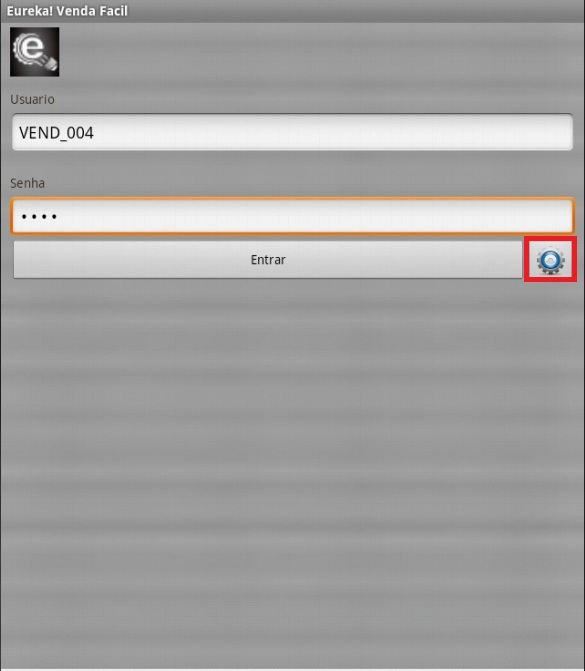 Eureka! Venda Facil
e
Usuario
VEND_004
Senha
••••
Entrar